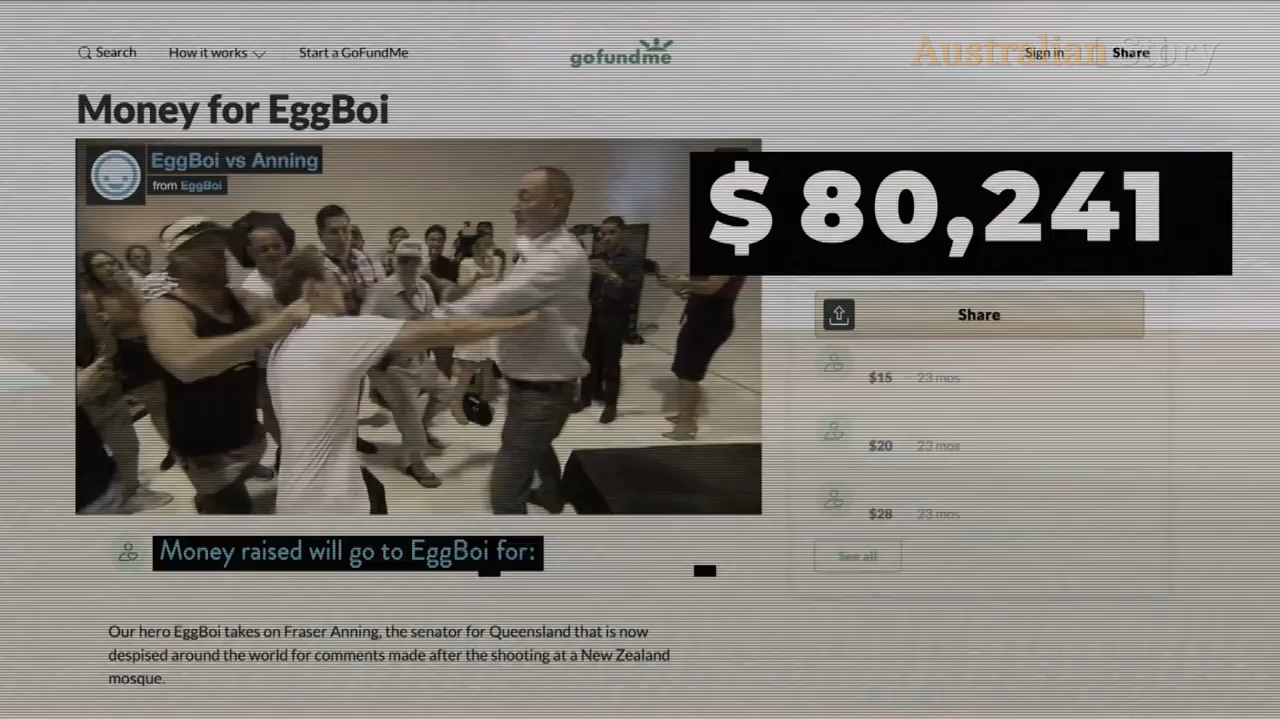 Search
How it works
Start a GoFundMe
gofundme
Australian Story
Sign in
Share
Money for EggBoi
EggBoi vs Anning
from EggBoi
$ 80,241
Share
$15 23 mos
$20 23 mos
$28 23 mos
See all
Money raised will go to EggBoi for:
Our hero EggBoi takes on Fraser Anning, the senator for Queensland that is now
despised around the world for comments made after the shooting at a New Zealand
mosque.